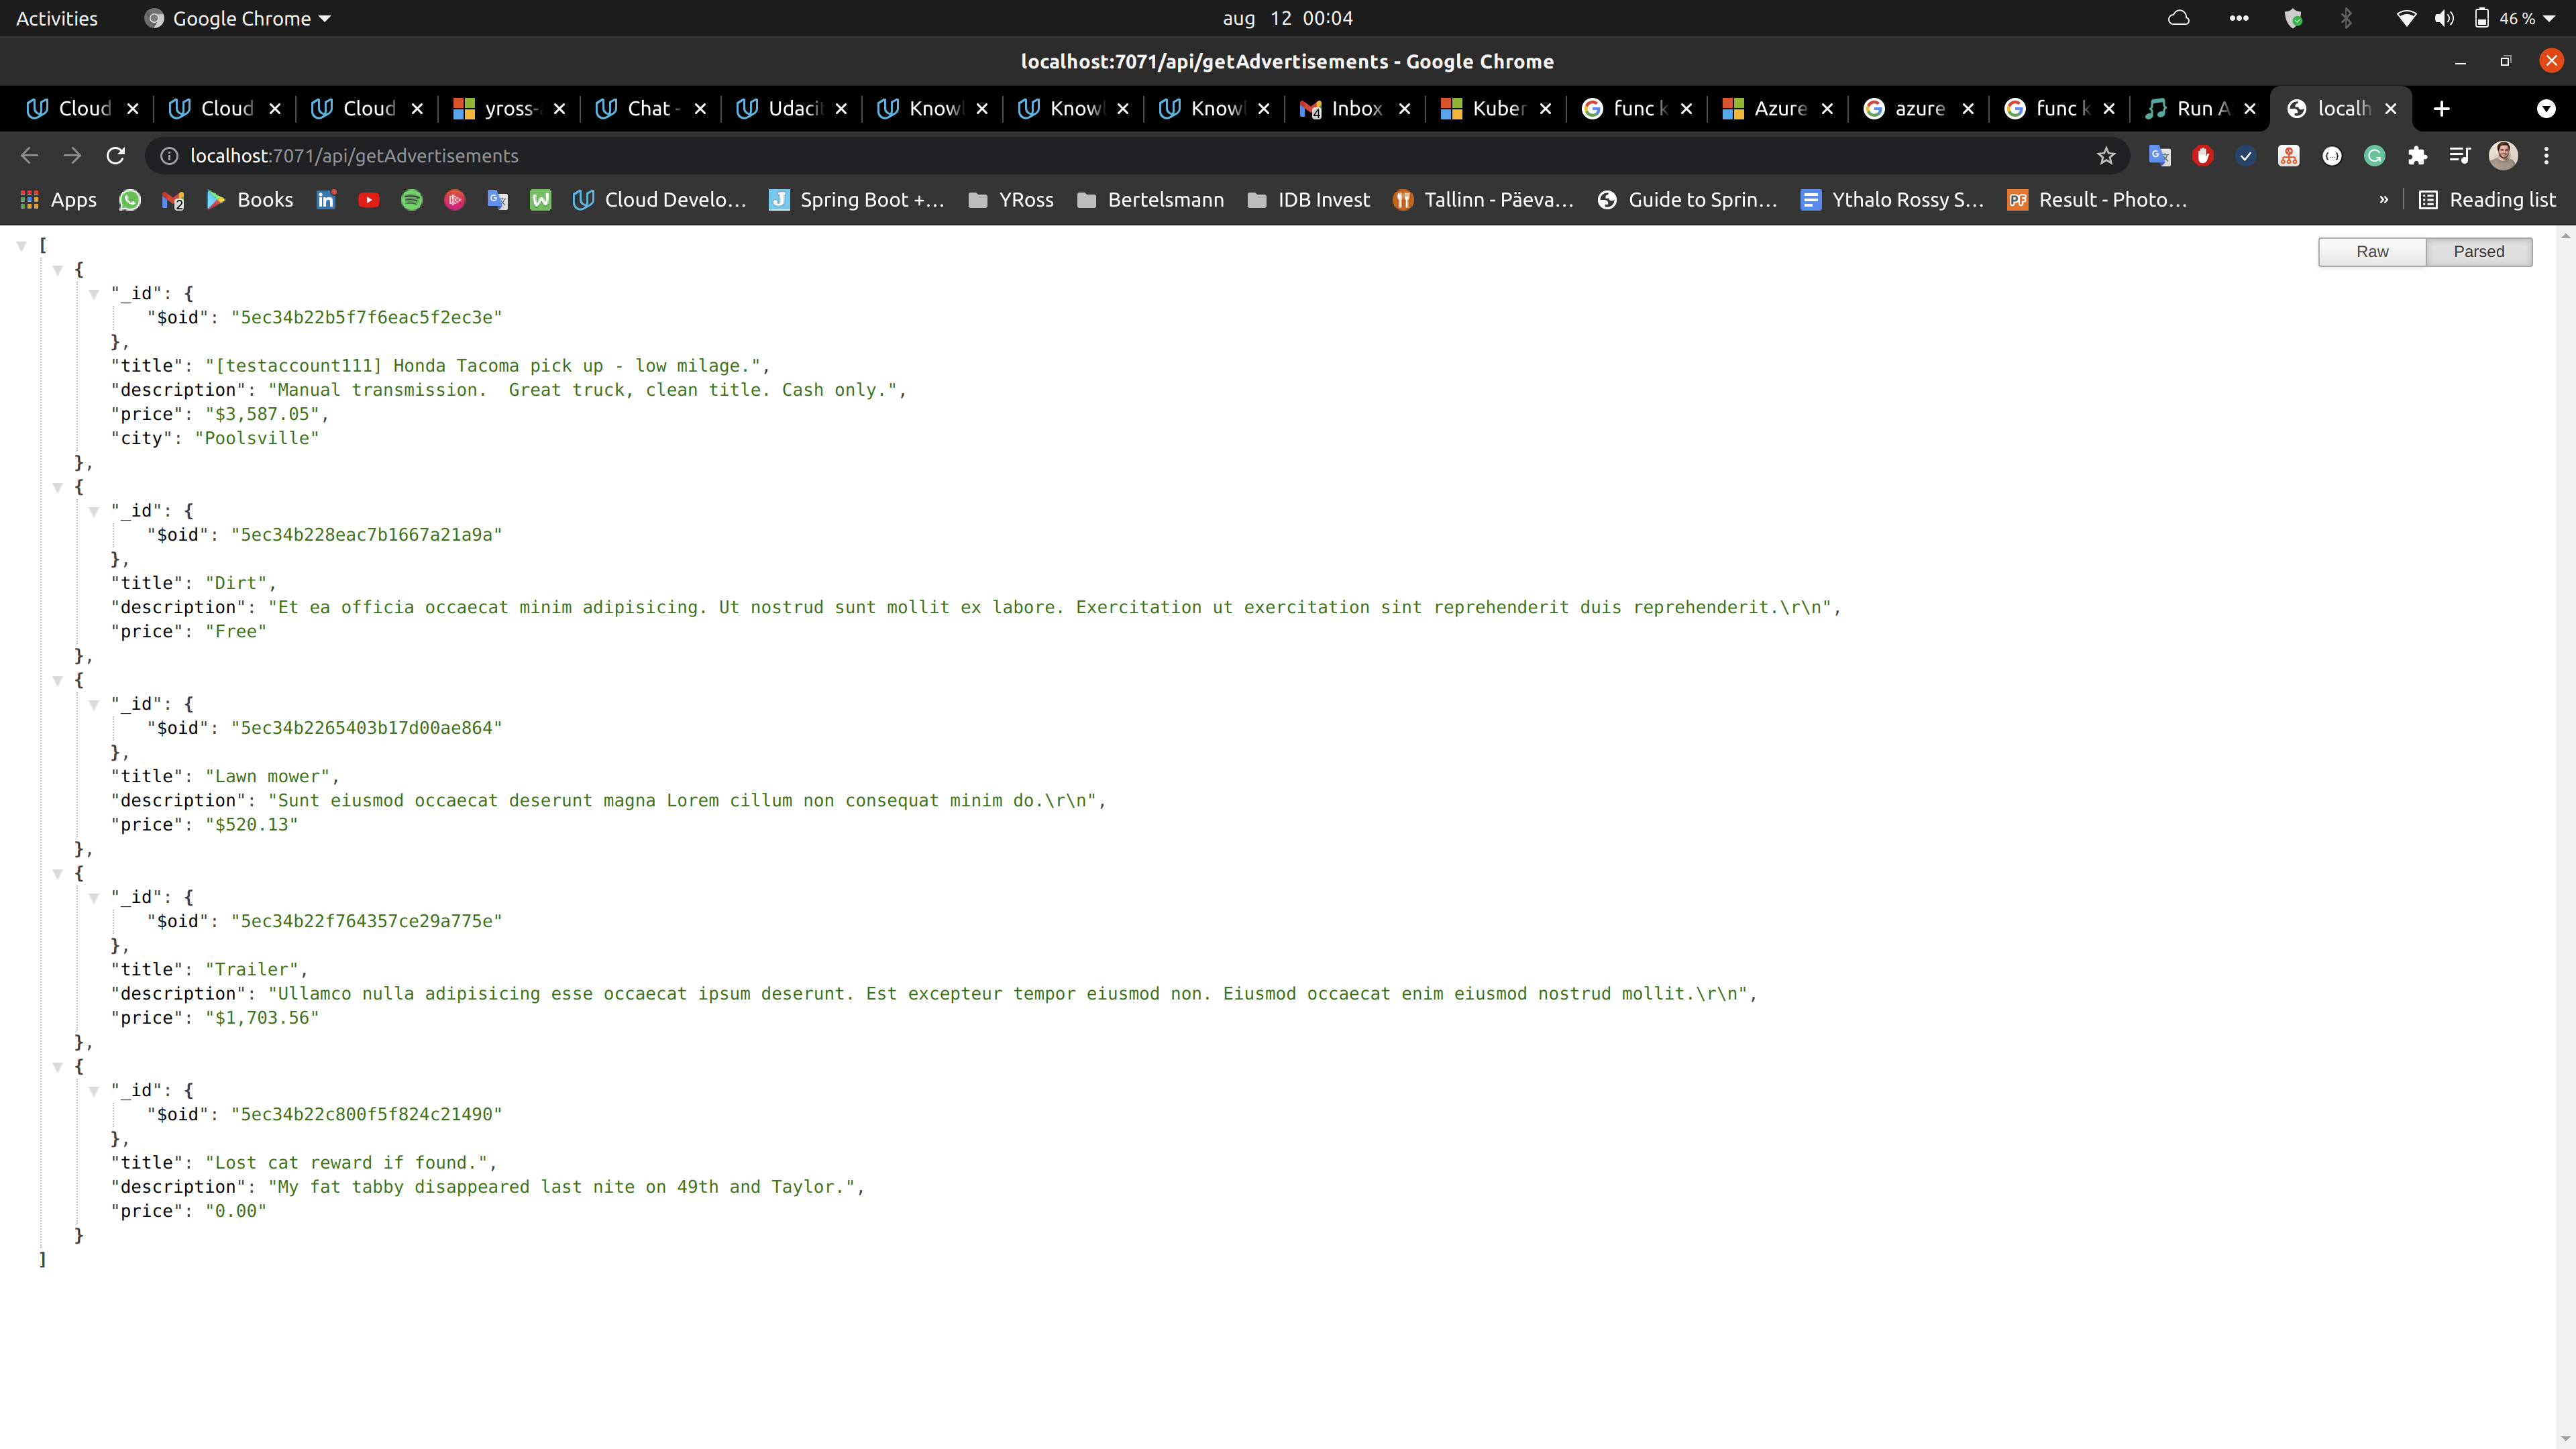 Activities
Google Chrome
aug 12 00:04
46 %
localhost:7071/api/getAdvertisements - Google Chrome
Cloud
Cloud
Cloud
yross-
Chat -
Udaci
Know
Know
Know
Inbox
Kuber
func k
Azure
azure
func k
Run A
localh
localhost:7071/api/getAdvertisements
Apps
2
Books
Cloud Develo…
Spring Boot +…
YRoss
Bertelsmann
IDB Invest
Tallinn - Päeva…
Guide to Sprin…
Ythalo Rossy S…
Result - Photo…
»
Reading list
Raw
Parsed
[
{
"_id": {
"$oid": "5ec34b22b5f7f6eac5f2ec3e"
},
"title": "[testaccount111] Honda Tacoma pick up - low milage.",
"description": "Manual transmission.  Great truck, clean title. Cash only.",
"price": "$3,587.05",
"city": "Poolsville"
},
{
"_id": {
"$oid": "5ec34b228eac7b1667a21a9a"
},
"title": "Dirt",
"description": "Et ea officia occaecat minim adipisicing. Ut nostrud sunt mollit ex labore. Exercitation ut exercitation sint reprehenderit duis reprehenderit.\r\n",
"price": "Free"
},
{
"_id": {
"$oid": "5ec34b2265403b17d00ae864"
},
"title": "Lawn mower",
"description": "Sunt eiusmod occaecat deserunt magna Lorem cillum non consequat minim do.\r\n",
"price": "$520.13"
},
{
"_id": {
"$oid": "5ec34b22f764357ce29a775e"
},
"title": "Trailer",
"description": "Ullamco nulla adipisicing esse occaecat ipsum deserunt. Est excepteur tempor eiusmod non. Eiusmod occaecat enim eiusmod nostrud mollit.\r\n",
"price": "$1,703.56"
},
{
"_id": {
"$oid": "5ec34b22c800f5f824c21490"
},
"title": "Lost cat reward if found.",
"description": "My fat tabby disappeared last nite on 49th and Taylor.",
"price": "0.00"
}
]